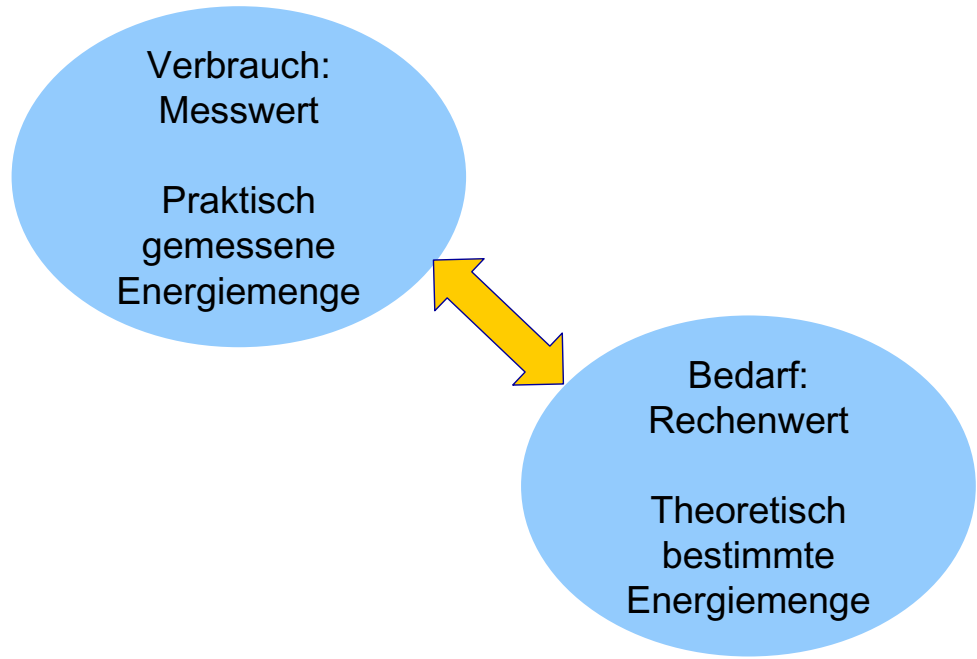 Verbrauch:
Messwert
Praktisch
gemessene
Energiemenge
Bedarf:
Rechenwert
Theoretisch
bestimmte
Energiemenge